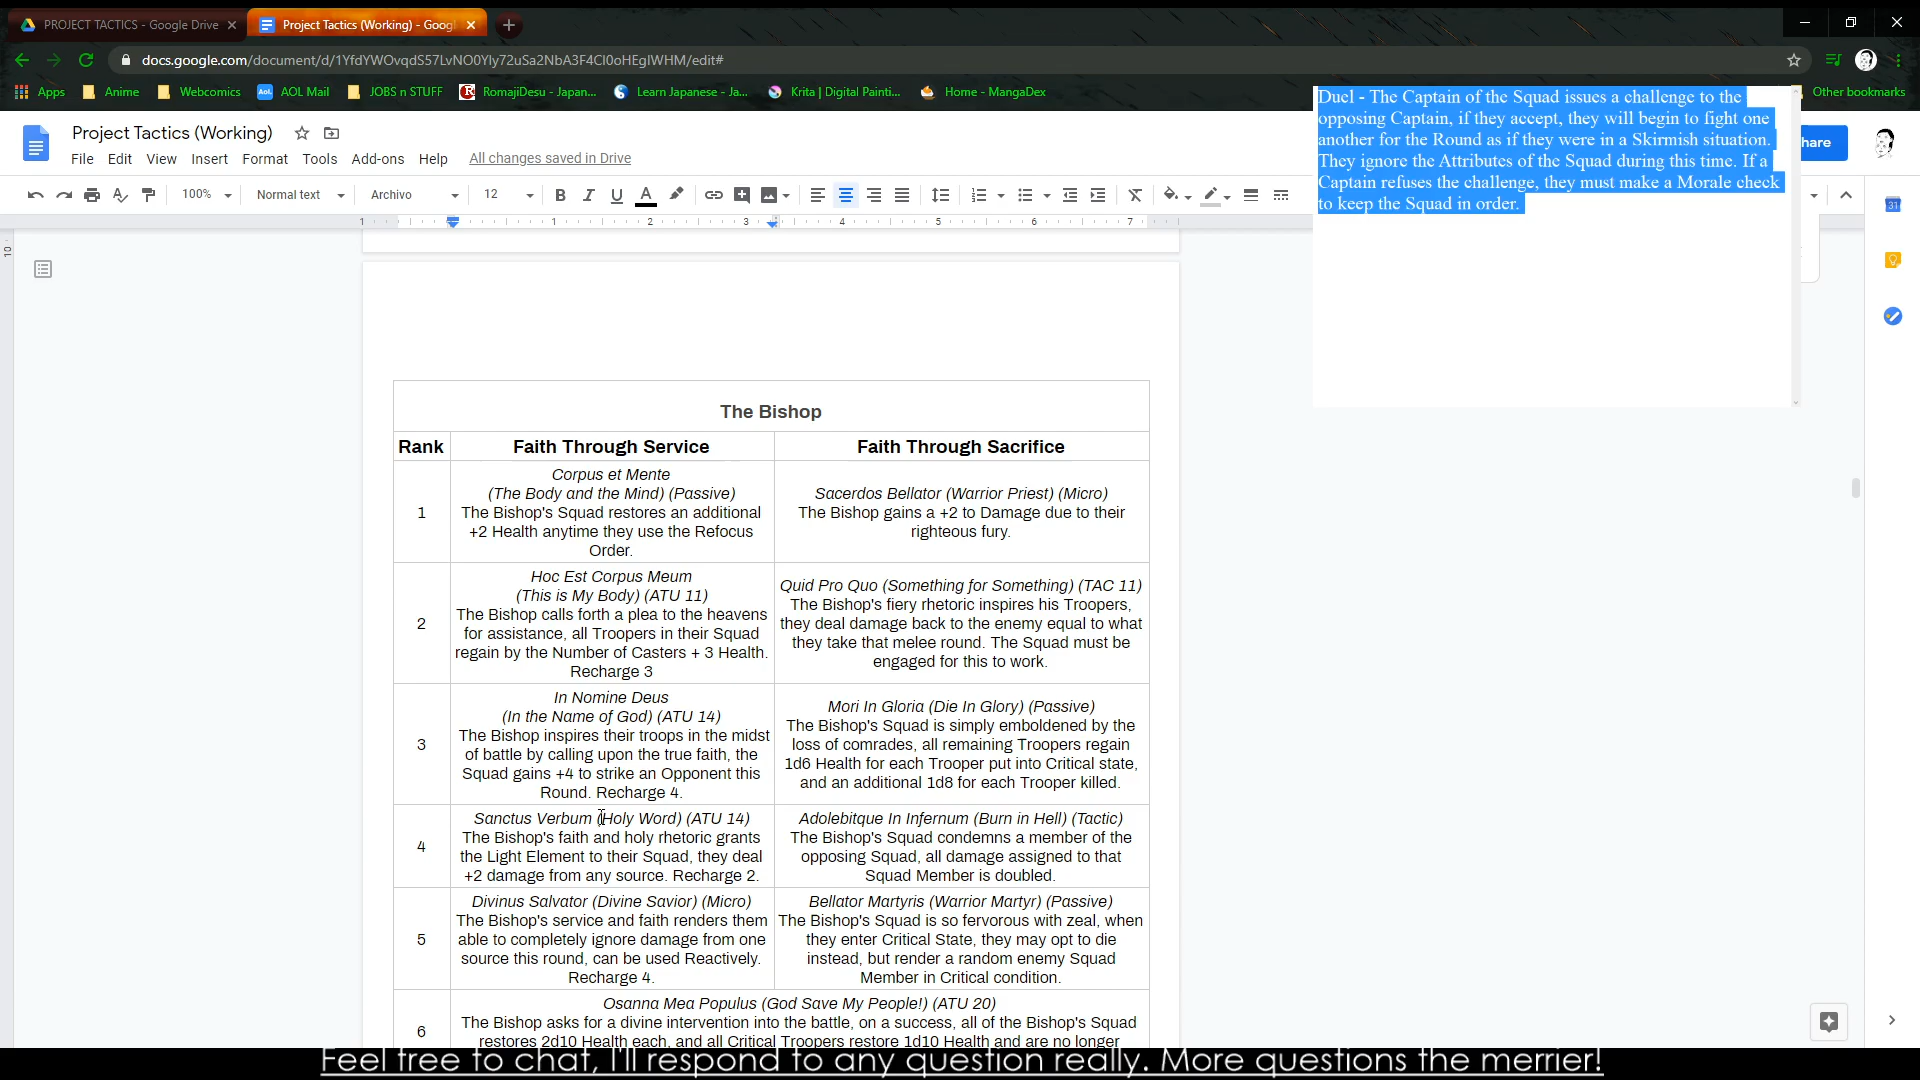 PROJECT TACTICS - Google Drive
Project Tactics (Working) - Goog
docs.google.com/document/d/1YfdYWOvqdS57LvNO0Yly72uSa2NbA3F4Cl0oHEglWHM/edit#
Apps
Anime
Webcomics
AOL Mail
JOBS n STUFF
RomajiDesu - Japan...
Learn Japanese - Ja...
Krita | Digital Painti...
Home - MangaDex
Other bookmarks
Duel - The Captain of the Squad issues a challenge to the
opposing Captain, if they accept, they will begin to fight one
another for the Round as if they were in a Skirmish situation.
They ignore the Attributes of the Squad during this time. If a
Captain refuses the challenge, they must make a Morale check
to keep the Squad in order.
Project Tactics (Working)
hare
File Edit View Insert Format Tools Add-ons Help All changes saved in Drive
100% Normal text Archivo 12
The Bishop
Rank Faith Through Service Faith Through Sacrifice
1
Corpus et Mente
(The Body and the Mind) (Passive)
The Bishop's Squad restores an additional
+2 Health anytime they use the Refocus
Order.
Sacerdos Bellator (Warrior Priest) (Micro)
The Bishop gains a +2 to Damage due to their
righteous fury.
2
Hoc Est Corpus Meum
(This is My Body) (ATU 11)
The Bishop calls forth a plea to the heavens
for assistance, all Troopers in their Squad
regain by the Number of Casters + 3 Health.
Recharge 3
Quid Pro Quo (Something for Something) (TAC 11)
The Bishop's fiery rhetoric inspires his Troopers,
they deal damage back to the enemy equal to what
they take that melee round. The Squad must be
engaged for this to work.
3
In Nomine Deus
(In the Name of God) (ATU 14)
The Bishop inspires their troops in the midst
of battle by calling upon the true faith, the
Squad gains +4 to strike an Opponent this
Round. Recharge 4.
Mori In Gloria (Die In Glory) (Passive)
The Bishop's Squad is simply emboldened by the
loss of comrades, all remaining Troopers regain
1d6 Health for each Trooper put into Critical state,
and an additional 1d8 for each Trooper killed.
4
Sanctus Verbum (Holy Word) (ATU 14)
The Bishop's faith and holy rhetoric grants
the Light Element to their Squad, they deal
+2 damage from any source. Recharge 2.
Adolebitque In Infernum (Burn in Hell) (Tactic)
The Bishop's Squad condemns a member of the
opposing Squad, all damage assigned to that
Squad Member is doubled.
5
Divinus Salvator (Divine Savior) (Micro)
The Bishop's service and faith renders them
able to completely ignore damage from one
source this round, can be used Reactively.
Recharge 4.
Bellator Martyris (Warrior Martyr) (Passive)
The Bishop's Squad is so fervorous with zeal, when
they enter Critical State, they may opt to die
instead, but render a random enemy Squad
Member in Critical condition.
6
Osanna Mea Populus (God Save My People!) (ATU 20)
The Bishop asks for a divine intervention into the battle, on a success, all of the Bishop's Squad
restores 2d10 Health each, and all Critical Troopers restore 1d10 Health and are no longer
Feel free to chat, I'll respond to any question really. More questions the merrier!